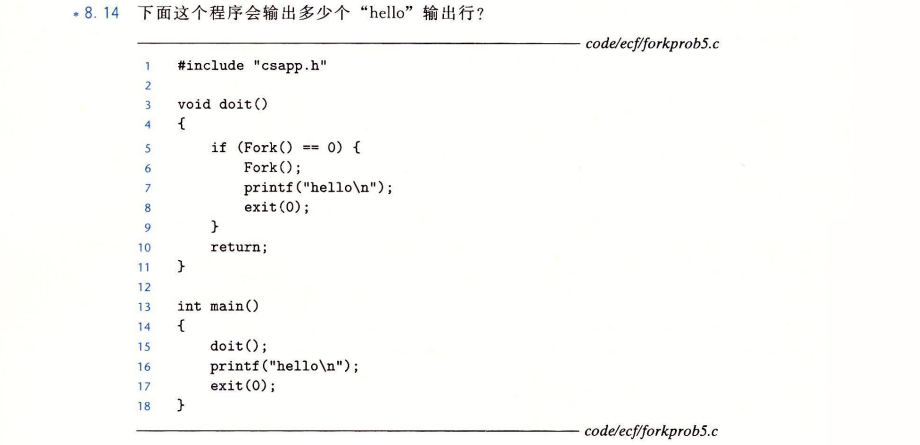 * 8.14 下面这个程序会输出多少个“hello”输出行？
code/ecf/forkprob5.c
1 #include "csapp.h"
2
3 void doit()
4 {
5 if (Fork() == 0) {
6 Fork();
7 printf("hello\n");
8 exit(0);
9 }
10 return;
11 }
12
13 int main()
14 {
15 doit();
16 printf("hello\n");
17 exit(0);
18 }
code/ecf/forkprob5.c